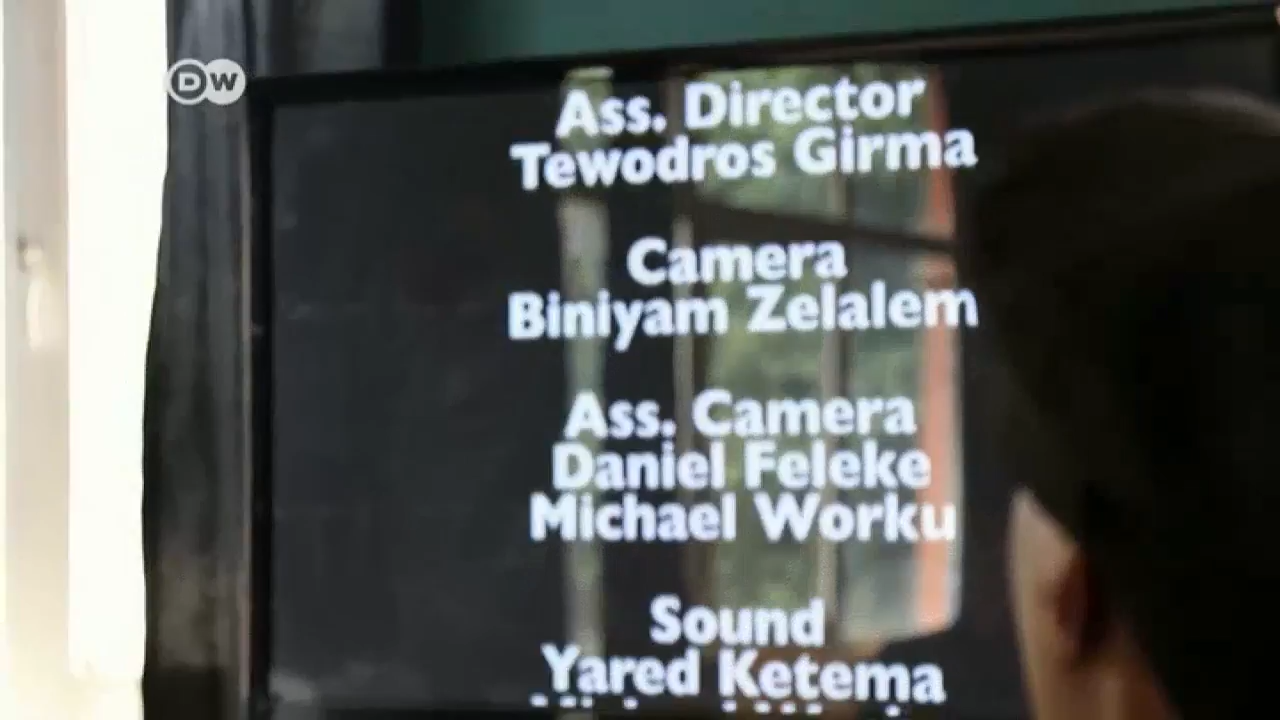 DW
Ass. Director
Tewodros Girma
Camera
Biniyam Zelalem
Ass. Camera
Daniel Feleke
Michael Worku
Sound
Yared Ketema